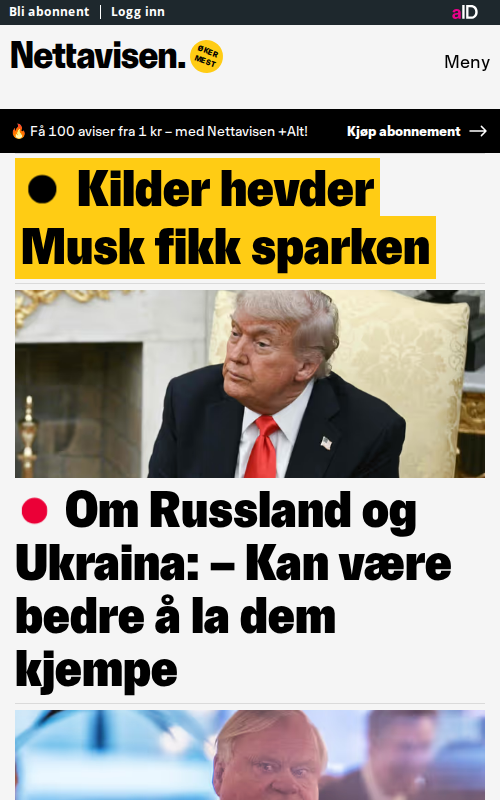 Bli abonnent | Logg inn
aID
Nettavisen.
ØKER
MEST
Meny
🔥 Få 100 aviser fra 1 kr – med Nettavisen +Alt!
Kjøp abonnement →
Kilder hevder
Musk fikk sparken
Om Russland og
Ukraina: – Kan være
bedre å la dem
kjempe